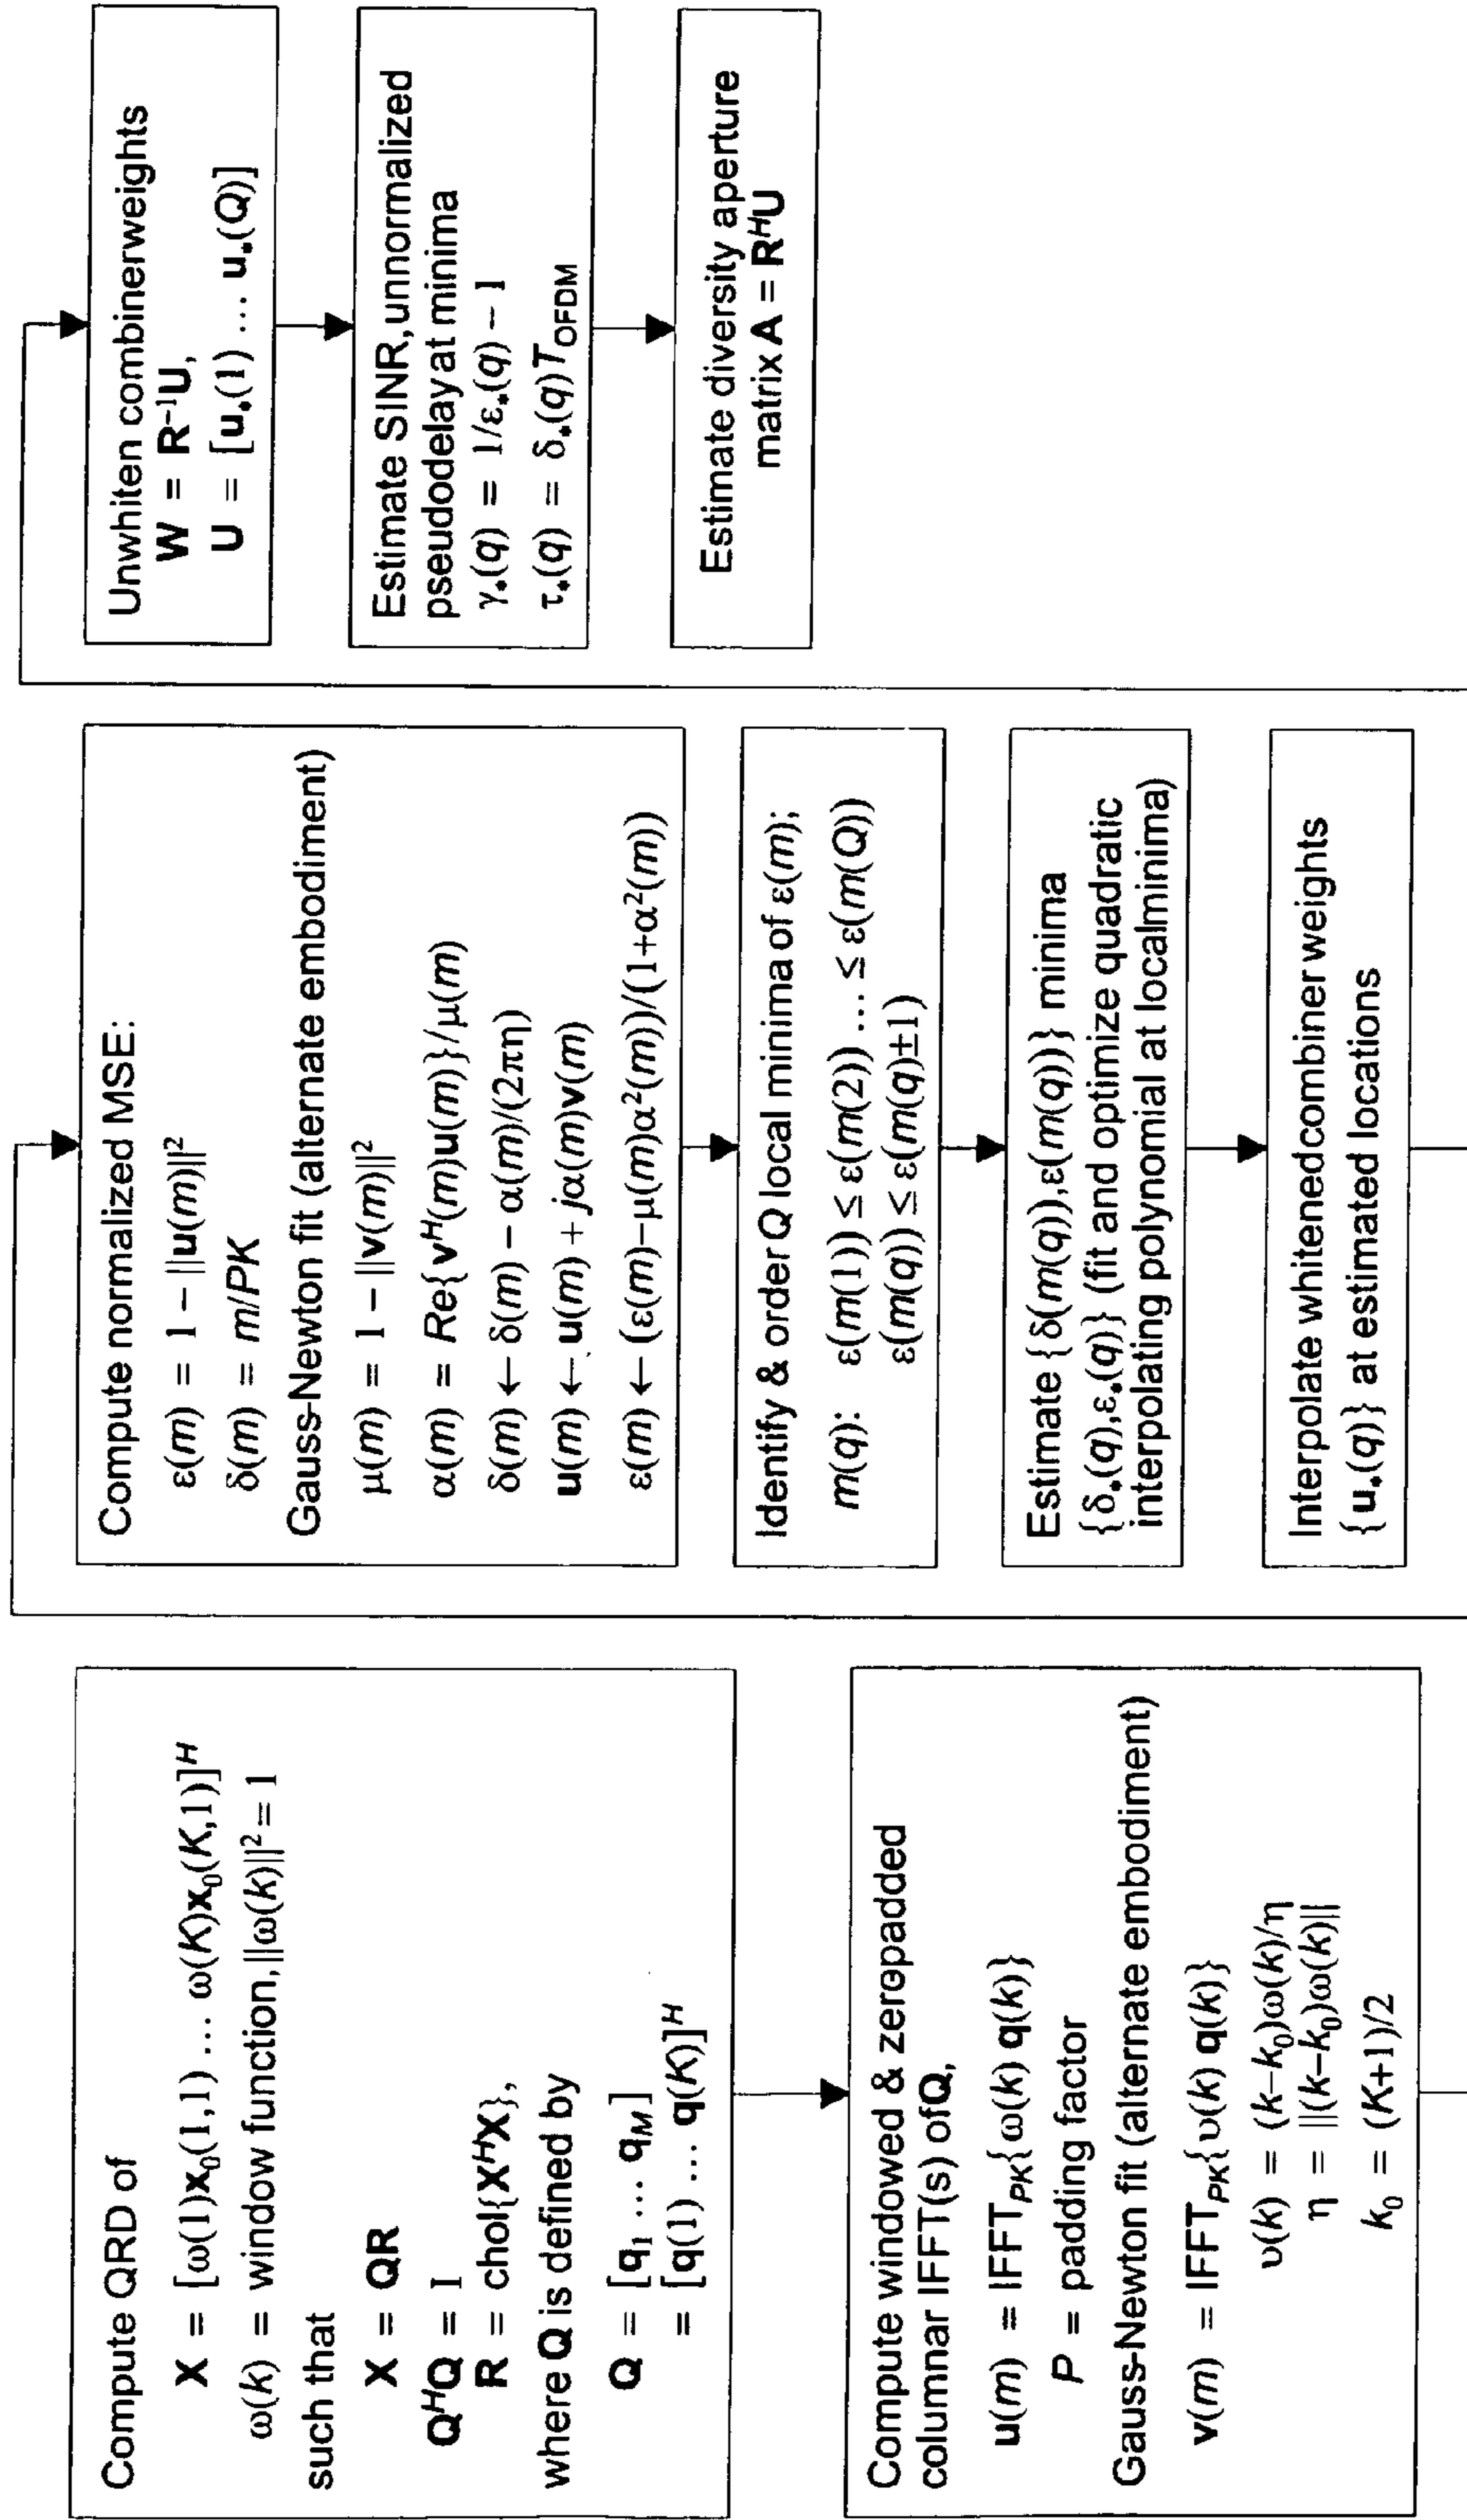 Compute QRD of
X = [ω(1)x₀(1,1) … ω(K)x₀(K,1)]ᴴ
ω(k) = window function, ||ω(k)||² = 1
such that
X = QR
QᴴQ = I
R = chol{XᴴX},
where Q is defined by
Q = [q₁ … q_M]
= [q(1) … q(K)]ᴴ
Compute windowed & zeropadded
columnar IFFT(s) ofQ,
u(m) = IFFT_PK{ω(k) q(k)}
P = padding factor
Gauss-Newton fit (alternate embodiment)
v(m) = IFFT_PK{υ(k) q(k)}
υ(k) = (k−k₀)ω(k)/η
η = ||(k−k₀)ω(k)||
k₀ = (K+1)/2
Compute normalized MSE:
ε(m) = 1 − ||u(m)||²
δ(m) = m/PK
Gauss-Newton fit (alternate embodiment)
μ(m) = 1 − ||v(m)||²
α(m) = Re{vᴴ(m)u(m)}/μ(m)
δ(m) ← δ(m) − α(m)/(2πη)
u(m) ← u(m) + jα(m)v(m)
ε(m) ← (ε(m)−μ(m)α²(m))/(1+α²(m))
Identify & order Q local minima of ε(m);
m(q): ε(m(1)) ≤ ε(m(2)) … ≤ ε(m(Q))
ε(m(q)) ≤ ε(m(q)±1)
Estimate {δ(m(q)),ε(m(q))} minima
{δ⁎(q),ε⁎(q)} (fit and optimize quadratic
interpolating polynomial at localminima)
Interpolate whitenedcombiner weights
{u⁎(q)} at estimated locations
Unwhiten combinerweights
W = R⁻¹U,
U = [u⁎(1) … u⁎(Q)]
Estimate SINR, unnormalized
pseudodelay at minima
γ⁎(q) = 1/ε⁎(q) − 1
τ⁎(q) = δ⁎(q)T_OFDM
Estimate diversity aperture
matrix A = RᴴU